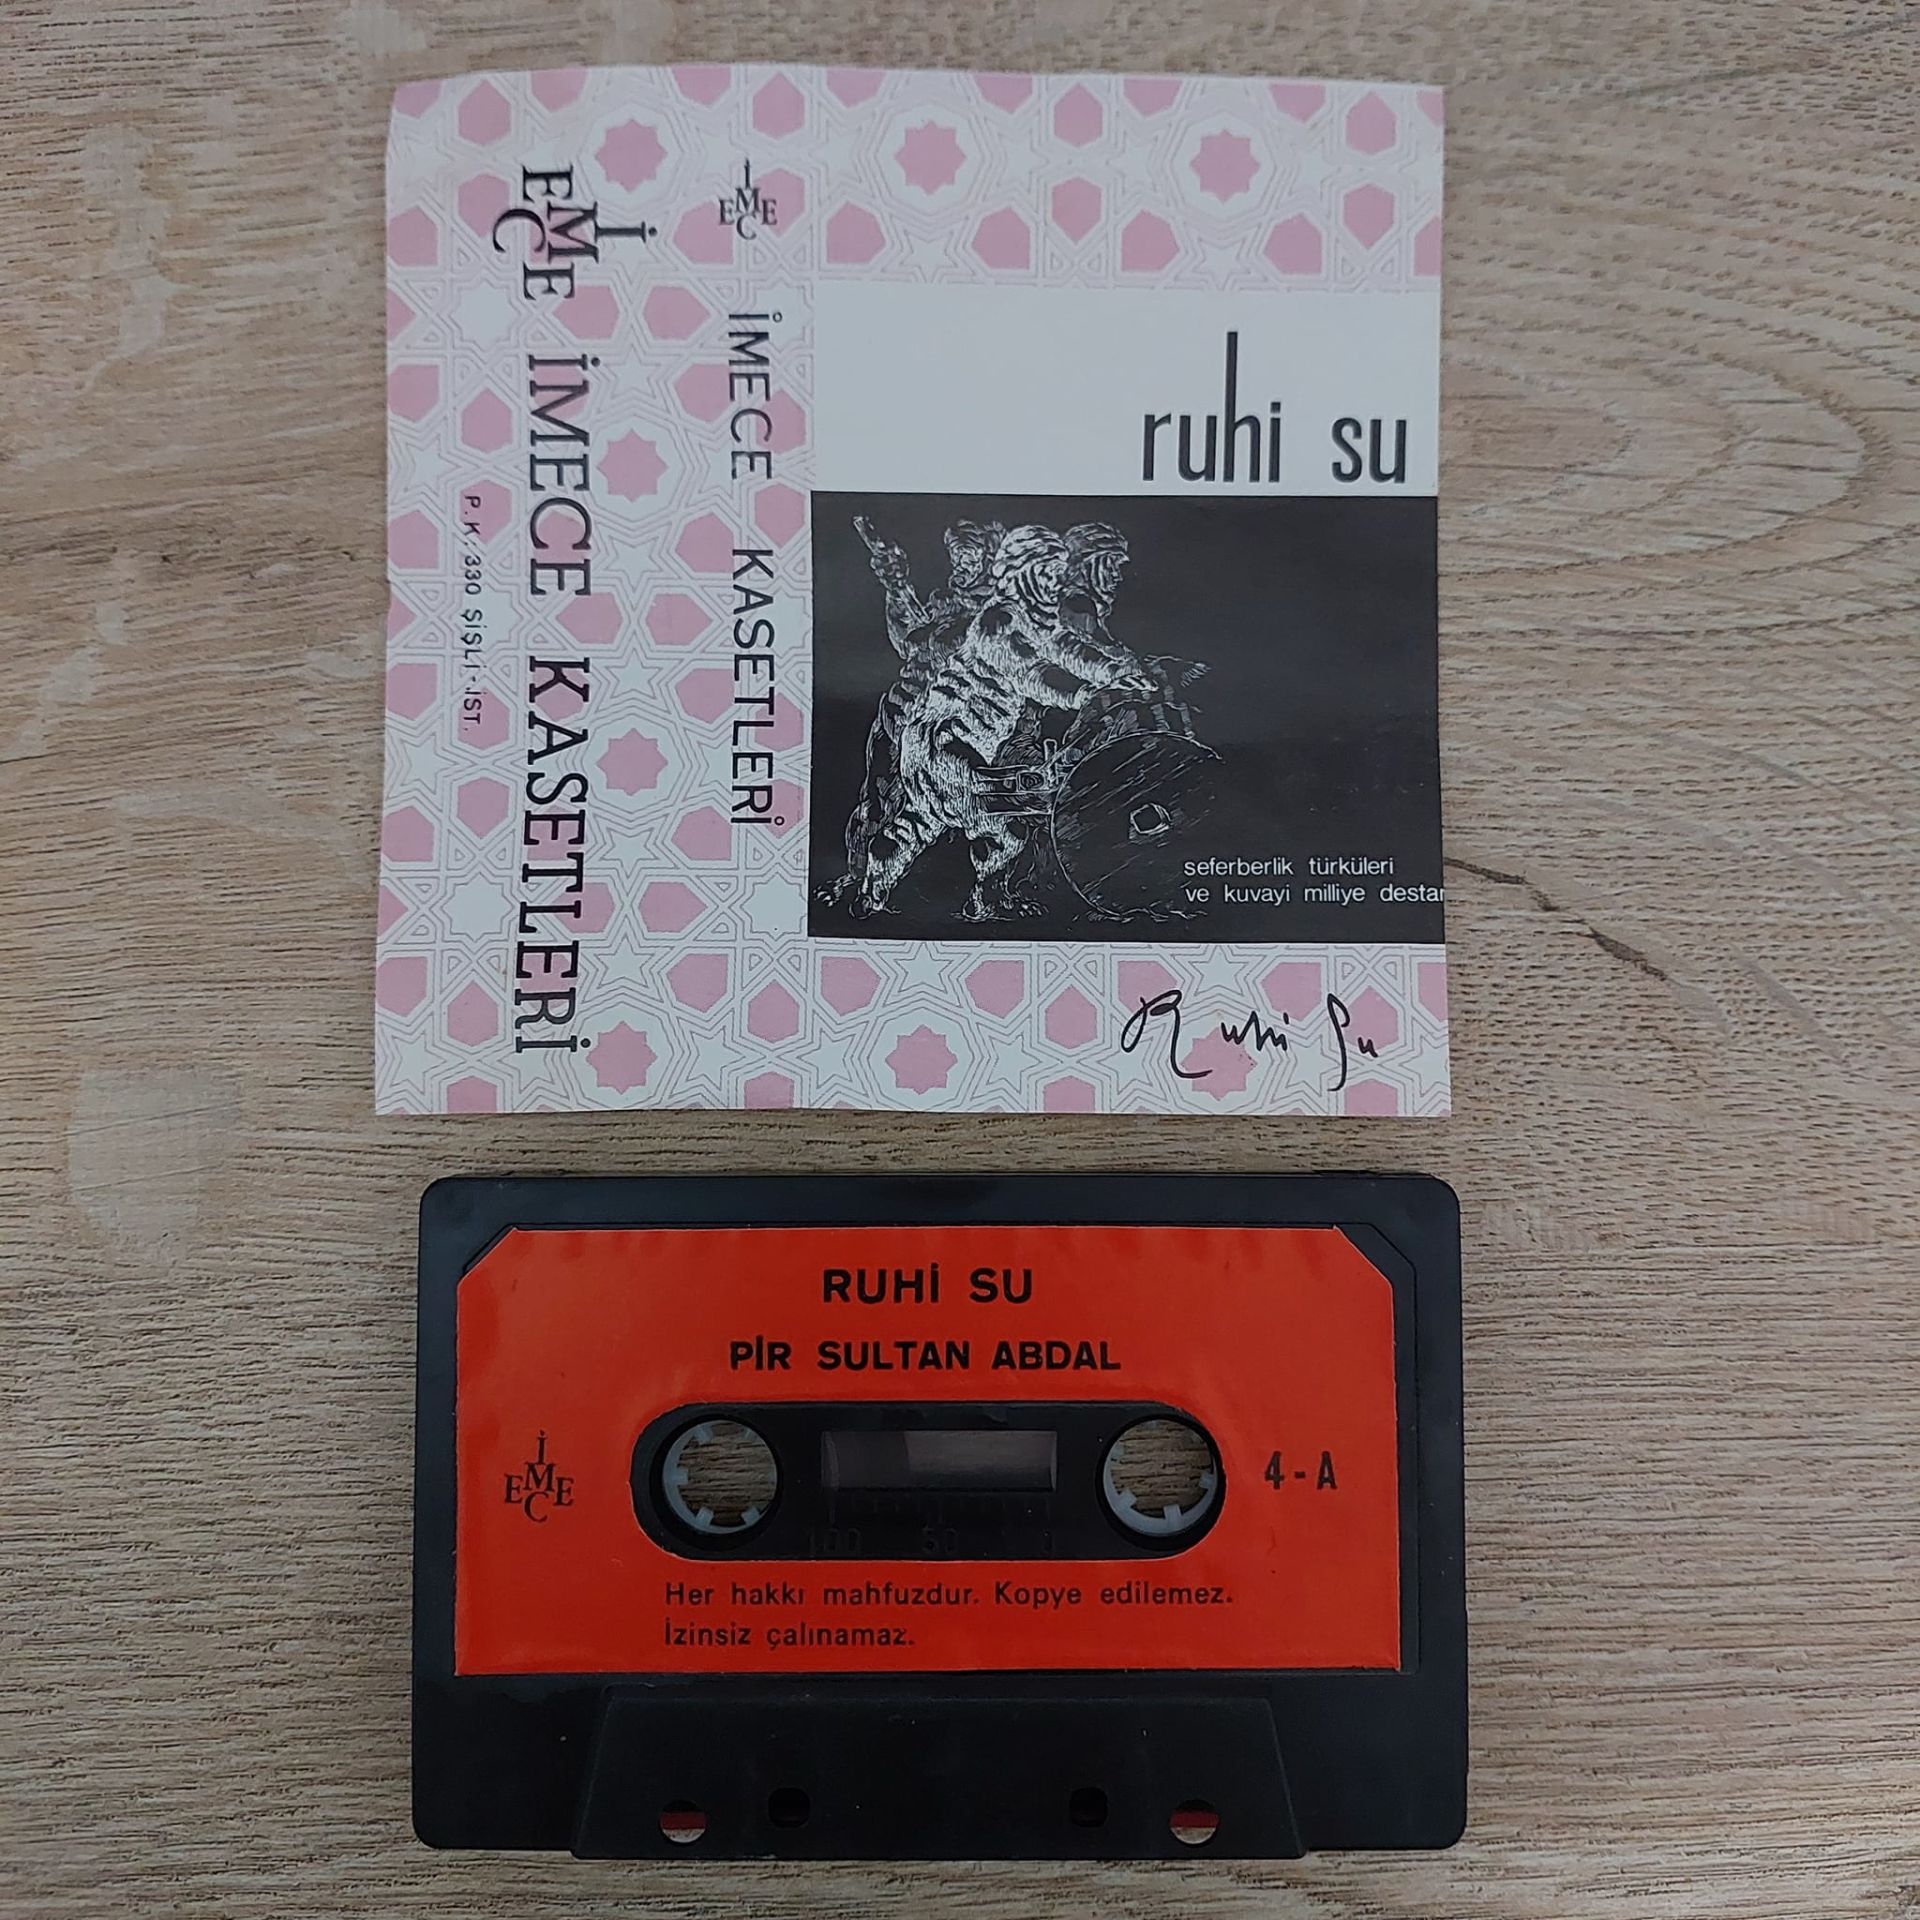 İMECE
İMECE KASETLERİ
P.K. 330 ŞİŞLİ-İST.
İMECE
İMECE KASETLERİ
ruhi su
seferberlik türküleri
ve kuvayi milliye destan
Ruhi Su
RUHİ SU
PİR SULTAN ABDAL
İMECE
4-A
100 50 0
Her hakkı mahfuzdur. Kopye edilemez.
İzinsiz çalınamaz.